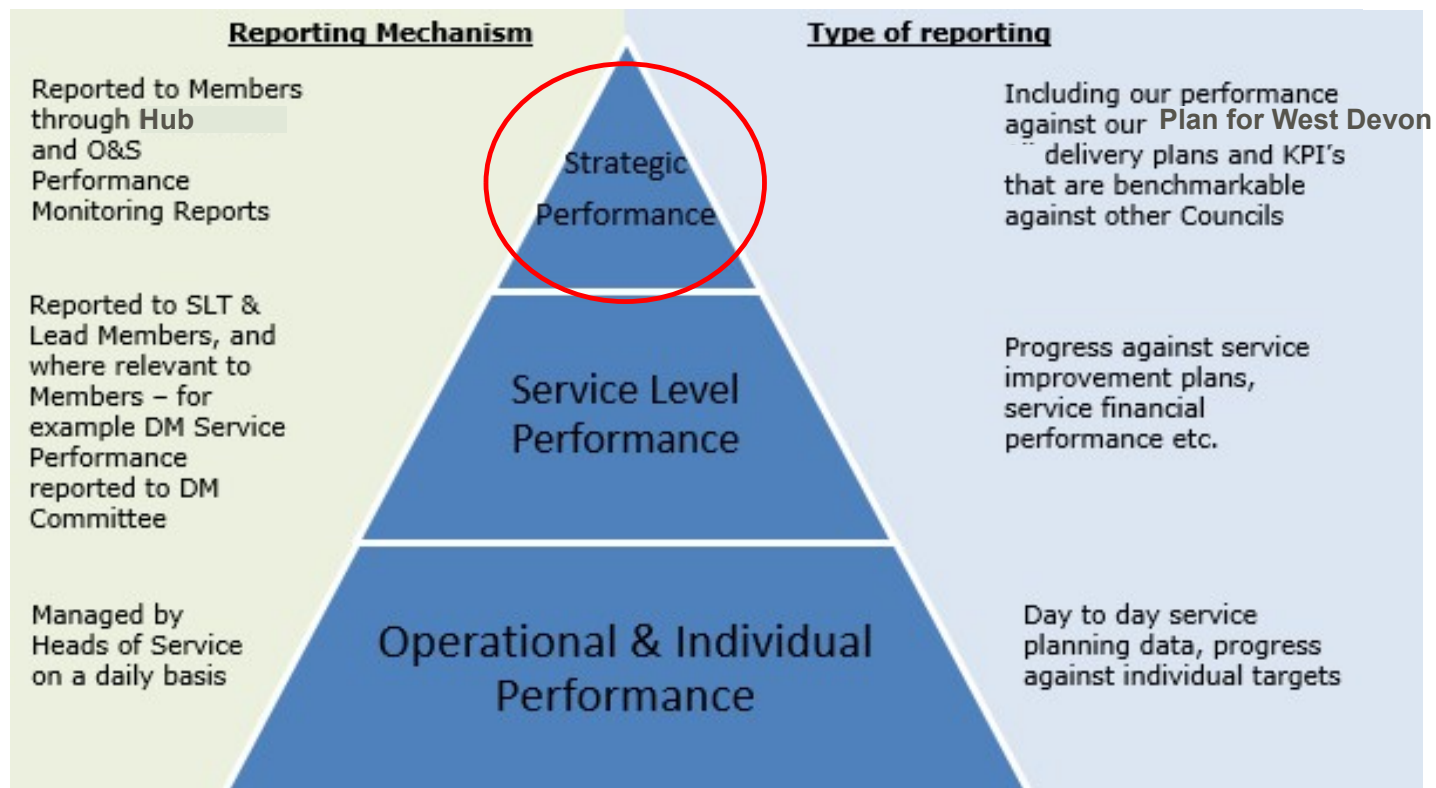 Reporting Mechanism
Reported to Members
through Hub
and O&S
Performance
Monitoring Reports
Reported to SLT &
Lead Members, and
where relevant to
Members – for
example DM Service
Performance
reported to DM
Committee
Managed by
Heads of Service
on a daily basis
Strategic
Performance
Service Level
Performance
Operational & Individual
Performance
Type of reporting
Including our performance
against our Plan for West Devon
delivery plans and KPI's
that are benchmarkable
against other Councils
Progress against service
improvement plans,
service financial
performance etc.
Day to day service
planning data, progress
against individual targets